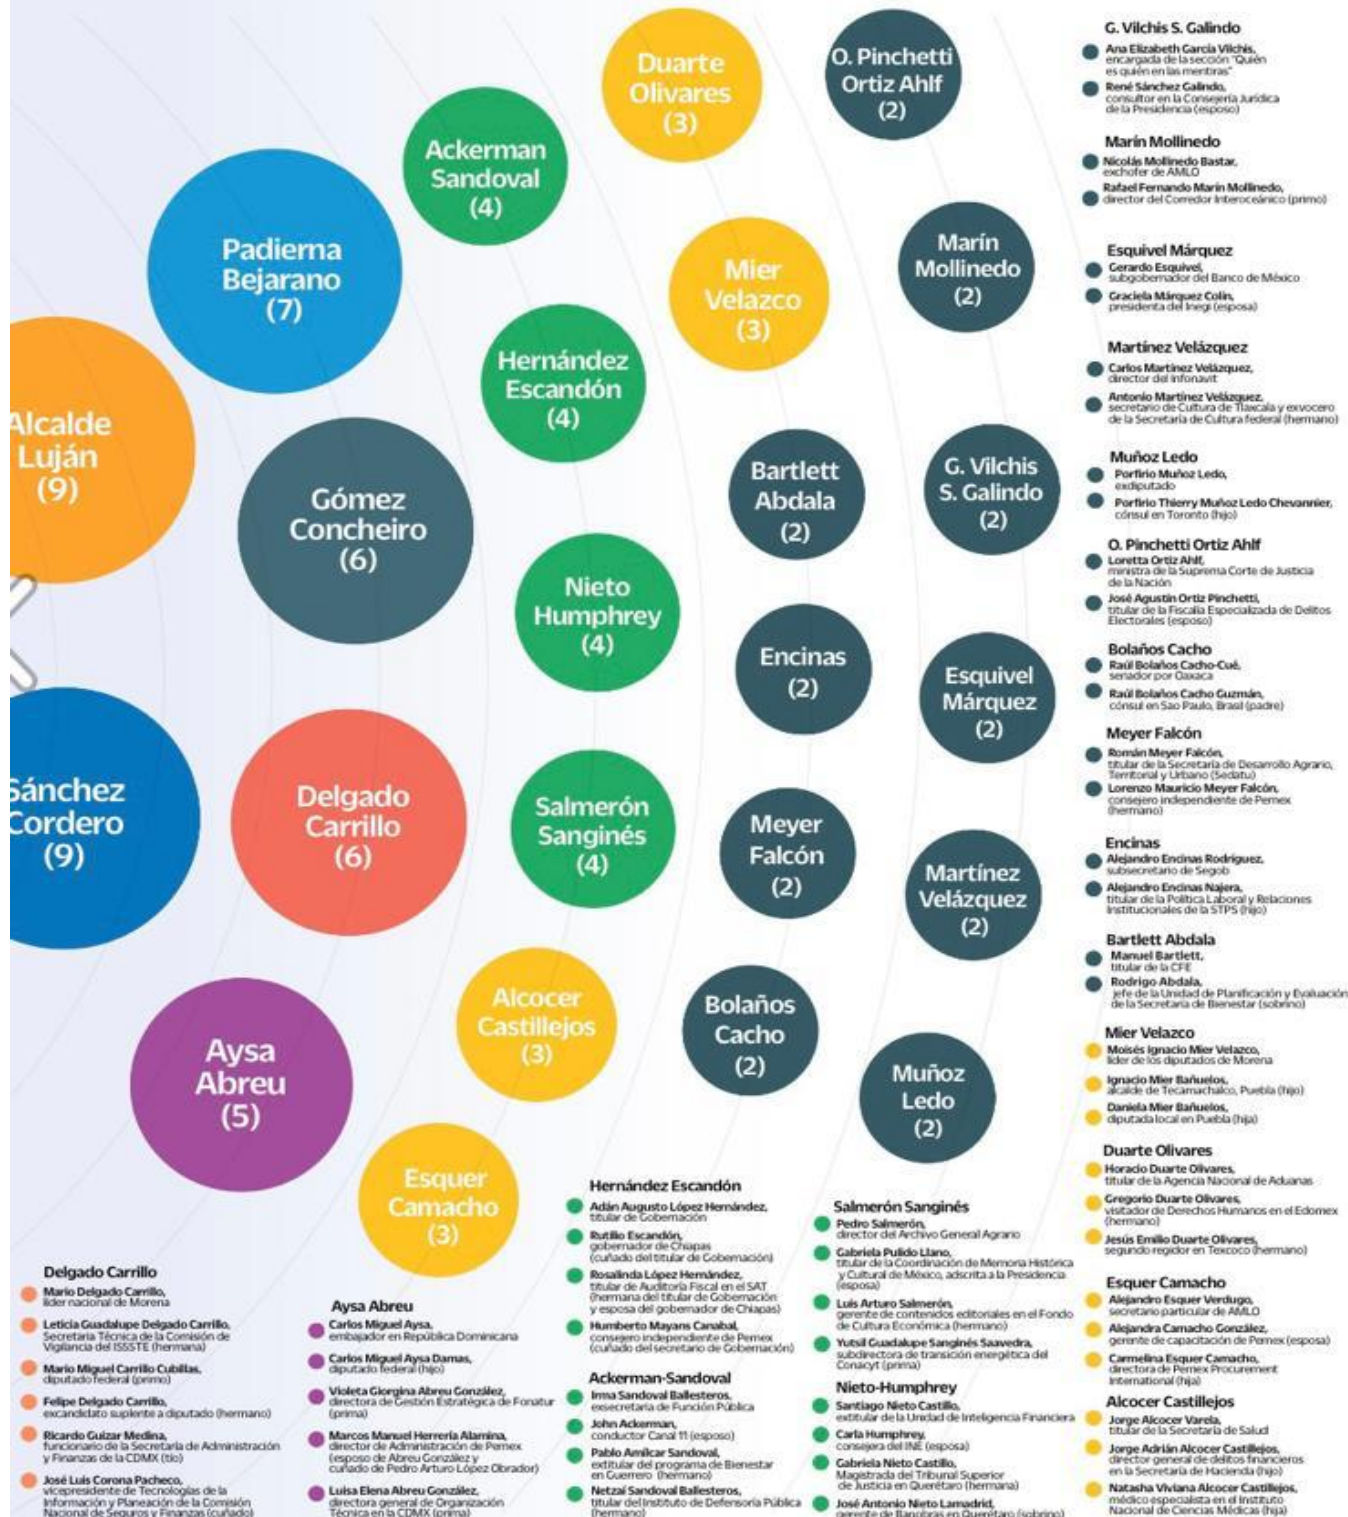 Duarte
Olivares
(3)
O. Pinchetti
Ortiz Ahlf
(2)
Ackerman
Sandoval
(4)
Padierna
Bejarano
(7)
Mier
Velazco
(3)
Marín
Mollinedo
(2)
Hernández
Escandón
(4)
Alcalde
Luján
(9)
Gómez
Concheiro
(6)
Bartlett
Abdala
(2)
G. Vilchis
S. Galindo
(2)
Nieto
Humphrey
(4)
Encinas
(2)
Esquivel
Márquez
(2)
Sánchez
Cordero
(9)
Delgado
Carrillo
(6)
Salmerón
Sanginés
(4)
Meyer
Falcón
(2)
Martínez
Velázquez
(2)
Aysa
Abreu
(5)
Alcocer
Castillejos
(3)
Bolaños
Cacho
(2)
Muñoz
Ledo
(2)
Esquer
Camacho
(3)
G. Vilchis S. Galindo
Ana Elizabeth García Vilchis,
encargada de la sección "Quién
es quién en las mentiras"
René Sánchez Galindo,
consultor en la Consejería Jurídica
de la Presidencia (esposo)
Marín Mollinedo
Nicolás Mollinedo Bastar,
exchofer de AMLO
Rafael Fernando Marín Mollinedo,
director del Corredor Interoceánico (primo)
Esquivel Márquez
Gerardo Esquivel,
subgobernador del Banco de México
Graciela Márquez Colín,
presidenta del Inegi (esposa)
Martínez Velázquez
Carlos Martínez Velázquez,
director del Infonavit
Antonio Martínez Velázquez,
secretario de Cultura de Tlaxcala y exvocero
de la Secretaría de Cultura federal (hermano)
Muñoz Ledo
Porfirio Muñoz Ledo,
exdiputado
Porfirio Thierry Muñoz Ledo Chevannier,
cónsul en Toronto (hijo)
O. Pinchetti Ortiz Ahlf
Loretta Ortiz Ahlf,
ministra de la Suprema Corte de Justicia
de la Nación
José Agustín Ortiz Pinchetti,
titular de la Fiscalía Especializada de Delitos
Electorales (esposo)
Bolaños Cacho
Raúl Bolaños Cacho-Cué,
senador por Oaxaca
Raúl Bolaños Cacho Guzmán,
cónsul en Sao Paulo, Brasil (padre)
Meyer Falcón
Román Meyer Falcón,
titular de la Secretaría de Desarrollo Agrario,
Territorial y Urbano (Sedatu)
Lorenzo Mauricio Meyer Falcón,
consejero independiente de Pemex
(hermano)
Encinas
Alejandro Encinas Rodríguez,
subsecretario de Segob
Alejandro Encinas Najera,
titular de la Política Laboral y Relaciones
Institucionales de la STPS (hijo)
Bartlett Abdala
Manuel Bartlett,
titular de la CFE
Rodrigo Abdala,
jefe de la Unidad de Planificación y Evaluación
de la Secretaría de Bienestar (sobrino)
Mier Velazco
Moisés Ignacio Mier Velazco,
líder de los diputados de Morena
Ignacio Mier Bañuelos,
alcalde de Tecamachalco, Puebla (hijo)
Daniela Mier Bañuelos,
diputada local en Puebla (hija)
Duarte Olivares
Horacio Duarte Olivares,
titular de la Agencia Nacional de Aduanas
Gregorio Duarte Olivares,
visitador de Derechos Humanos en el Edomex
(hermano)
Jesús Emilio Duarte Olivares,
segundo regidor en Texcoco (hermano)
Esquer Camacho
Alejandro Esquer Verdugo,
secretario particular de AMLO
Alejandra Camacho González,
gerente de capacitación de Pemex (esposa)
Carmelina Esquer Camacho,
directora de Pemex Procurement
International (hija)
Alcocer Castillejos
Jorge Alcocer Varela,
titular de la Secretaría de Salud
Jorge Adrián Alcocer Castillejos,
director general de delitos financieros
en la Secretaría de Hacienda (hijo)
Natasha Viviana Alcocer Castillejos,
médico especialista en el Instituto
Nacional de Ciencias Médicas (hija)
Delgado Carrillo
Mario Delgado Carrillo,
líder nacional de Morena
Leticia Guadalupe Delgado Carrillo,
Secretaria Técnica de la Comisión de
Vigilancia del ISSSTE (hermana)
Mario Miguel Carrillo Cubillas,
diputado federal (primo)
Felipe Delgado Carrillo,
excandidato suplente a diputado (hermano)
Ricardo Guizar Medina,
funcionario de la Secretaría de Administración
y Finanzas de la CDMX (tío)
José Luis Corona Pacheco,
vicepresidente de Tecnologías de la
Información y Planeación de la Comisión
Nacional de Seguros y Finanzas (cuñado)
Aysa Abreu
Carlos Miguel Aysa,
embajador en República Dominicana
Carlos Miguel Aysa Damas,
diputado federal (hijo)
Violeta Giorgina Abreu González,
directora de Gestión Estratégica de Fonatur
(prima)
Marcos Manuel Herrería Alamina,
director de Administración de Pemex
(esposo de Abreu González y
cuñado de Pedro Arturo López Obrador)
Luisa Elena Abreu González,
directora general de Organización
Técnica en la CDMX (prima)
Hernández Escandón
Adán Augusto López Hernández,
titular de Gobernación
Rutilio Escandón,
gobernador de Chiapas
(cuñado del titular de Gobernación)
Rosalinda López Hernández,
titular de Auditoría Fiscal en el SAT
(hermana del titular de Gobernación
y esposa del gobernador de Chiapas)
Humberto Mayans Canabal,
consejero independiente de Pemex
(cuñado del secretario de Gobernación)
Ackerman-Sandoval
Irma Sandoval Ballesteros,
exsecretaria de Función Pública
John Ackerman,
conductor Canal 11 (esposo)
Pablo Amílcar Sandoval,
extitular del programa de Bienestar
en Guerrero (hermano)
Netzaí Sandoval Ballesteros,
titular del Instituto de Defensoría Pública
(hermano)
Salmerón Sanginés
Pedro Salmerón,
director del Archivo General Agrario
Gabriela Pulido Llano,
titular de la Coordinación de Memoria Histórica
y Cultural de México, adscrita a la Presidencia
(esposa)
Luis Arturo Salmerón,
gerente de contenidos editoriales en el Fondo
de Cultura Económica (hermano)
Yutsil Guadalupe Sanginés Saavedra,
subdirectora de transición energética del
Conacyt (prima)
Nieto-Humphrey
Santiago Nieto Castillo,
extitular de la Unidad de Inteligencia Financiera
Carla Humphrey,
consejera del INE (esposa)
Gabriela Nieto Castillo,
Magistrada del Tribunal Superior
de Justicia en Querétaro (hermana)
José Antonio Nieto Lamadrid,
gerente de Banobras en Querétaro (sobrino)